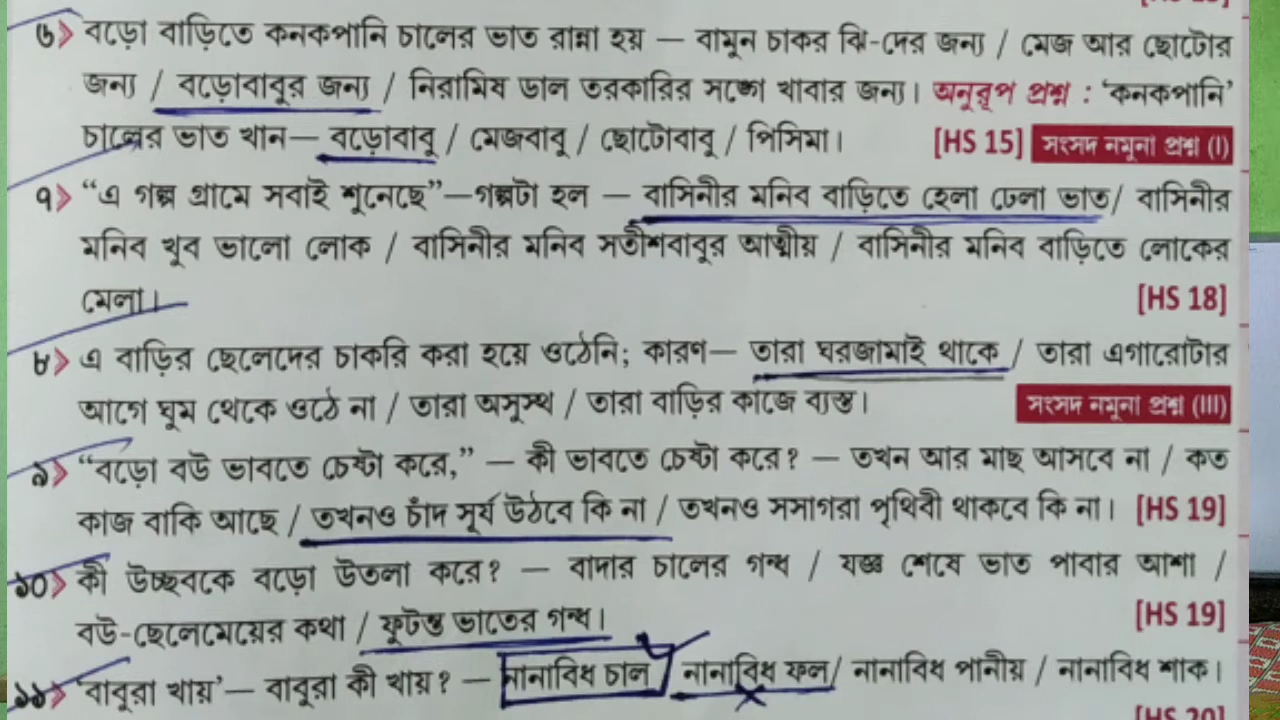 ৬» বড়ো বাড়িতে কনকপানি চালের ভাত রান্না হয় — বামুন চাকর ঝি-দের জন্য / মেজ আর ছোটোর
জন্য / বড়োবাবুর জন্য / নিরামিষ ডাল তরকারির সঙ্গে খাবার জন্য। অনুরূপ প্রশ্ন : ‘কনকপানি’
চালের ভাত খান— বড়োবাবু / মেজবাবু / ছোটোবাবু / পিসিমা। [HS 15] সংসদ নমুনা প্রশ্ন (I)
৭» “এ গল্প গ্রামে সবাই শুনেছে”—গল্পটা হল — বাসিনীর মনিব বাড়িতে হেলা ঢেলা ভাত/ বাসিনীর
মনিব খুব ভালো লোক / বাসিনীর মনিব সতীশবাবুর আত্মীয় / বাসিনীর মনিব বাড়িতে লোকের
মেলা। [HS 18]
৮» এ বাড়ির ছেলেদের চাকরি করা হয়ে ওঠেনি; কারণ— তারা ঘরজামাই থাকে / তারা এগারোটার
আগে ঘুম থেকে ওঠে না / তারা অসুস্থ / তারা বাড়ির কাজে ব্যস্ত। সংসদ নমুনা প্রশ্ন (III)
৯» “বড়ো বউ ভাবতে চেষ্টা করে,” — কী ভাবতে চেষ্টা করে? — তখন আর মাছ আসবে না / কত
কাজ বাকি আছে / তখনও চাঁদ সূর্য উঠবে কি না / তখনও সসাগরা পৃথিবী থাকবে কি না। [HS 19]
১০» কী উচ্ছবকে বড়ো উতলা করে? — বাদার চালের গন্ধ / যজ্ঞ শেষে ভাত পাবার আশা /
বউ-ছেলেমেয়ের কথা / ফুটন্ত ভাতের গন্ধ। [HS 19]
১১» ‘বাবুরা খায়’— বাবুরা কী খায়? — নানাবিধ চাল / নানাবিধ ফল/ নানাবিধ পানীয় / নানাবিধ শাক।
[HS 20]